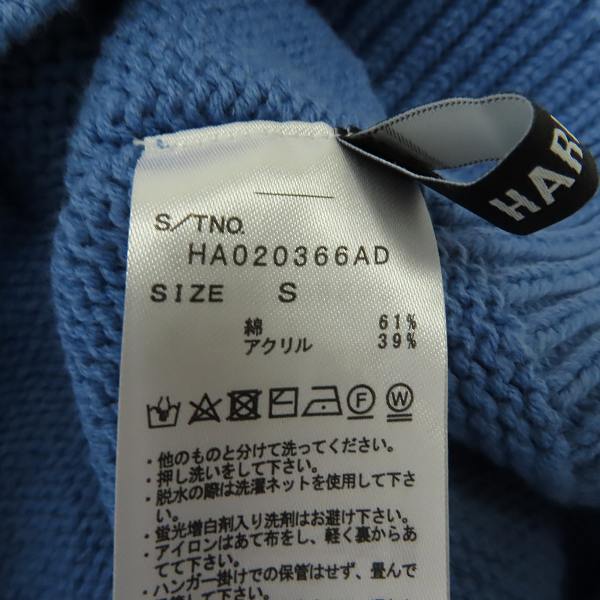 HAR
S/TNO.
HA020366AD
SIZE S
綿 61%
アクリル 39%
F W
・他のものと分けて洗ってください。
・押し洗いをして下さい。
・脱水の際は洗濯ネットを使用して下さ
い。
・蛍光増白剤入り洗剤はお避け下さい。
・アイロンはあて布をし、軽く裏からあ
てて下さい。
・ハンガー掛けでの保管はせず、畳んで